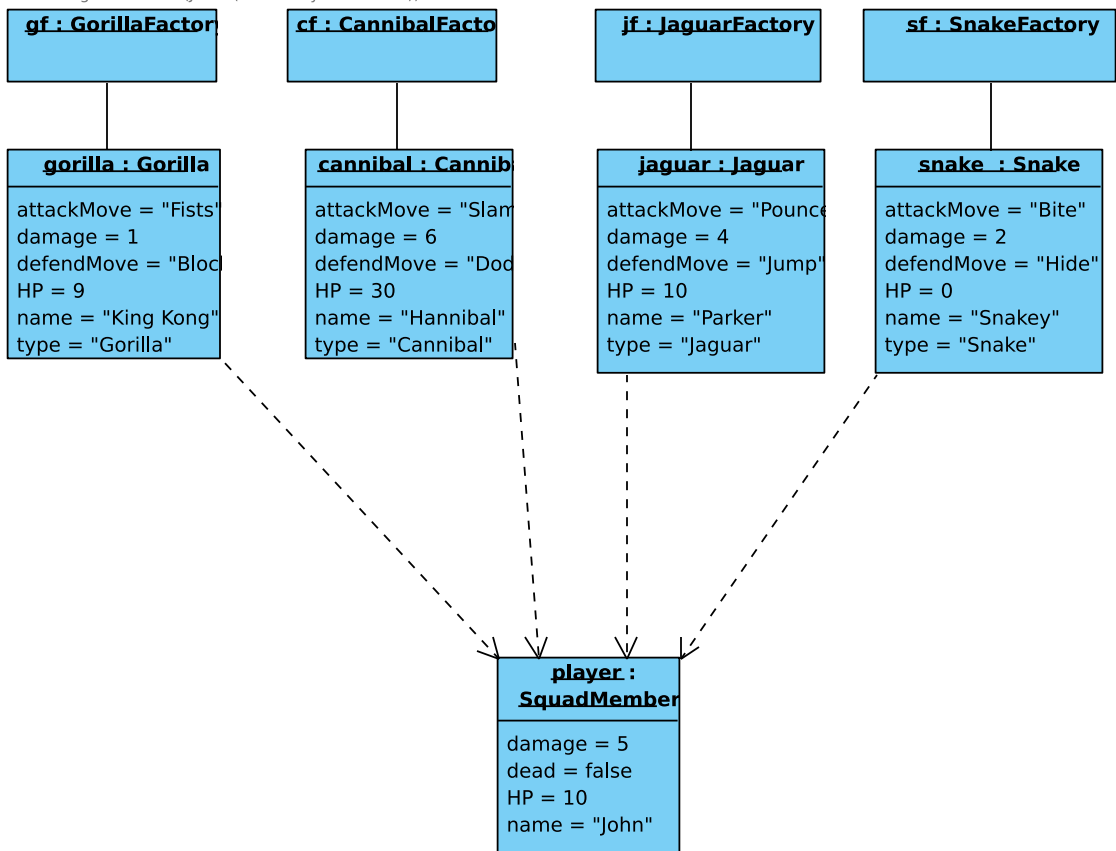 gf : GorillaFactory
cf : CannibalFacto
jf : JaguarFactory
sf : SnakeFactory
gorilla : Gorilla
attackMove = "Fists"
damage = 1
defendMove = "Block
HP = 9
name = "King Kong"
type = "Gorilla"
cannibal : Cannib
attackMove = "Slam
damage = 6
defendMove = "Dod
HP = 30
name = "Hannibal"
type = "Cannibal"
jaguar : Jaguar
attackMove = "Pounce
damage = 4
defendMove = "Jump"
HP = 10
name = "Parker"
type = "Jaguar"
snake : Snake
attackMove = "Bite"
damage = 2
defendMove = "Hide"
HP = 0
name = "Snakey"
type = "Snake"
player :
SquadMember
damage = 5
dead = false
HP = 10
name = "John"